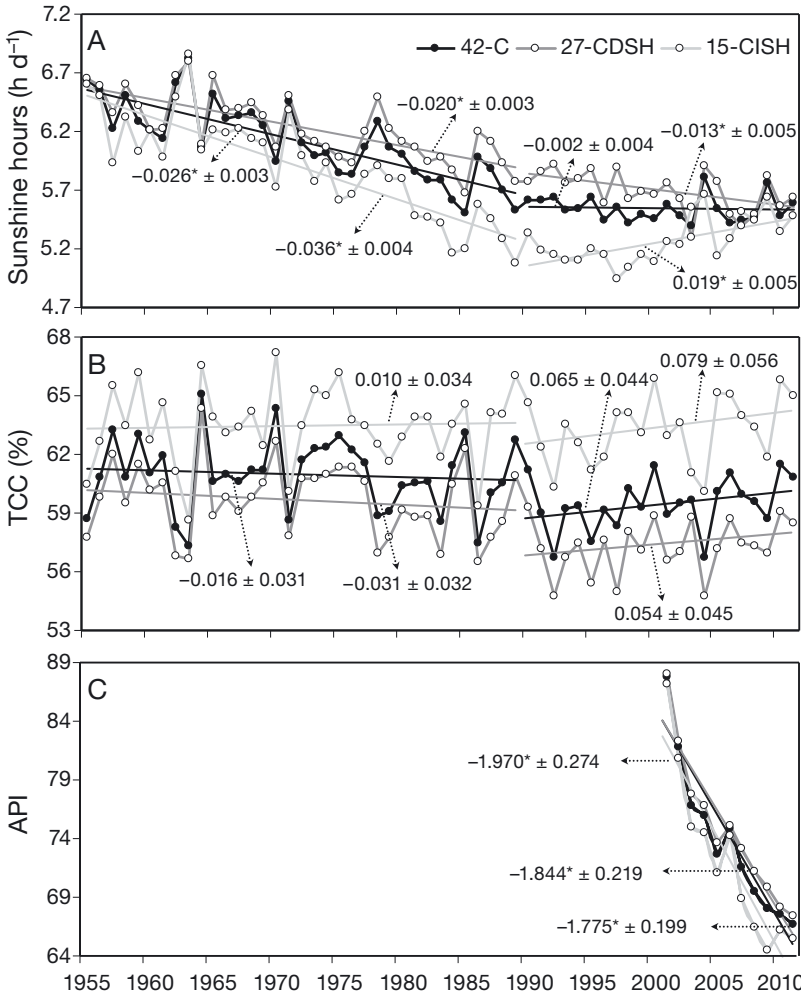 7.2
A
42-C 27-CDSH 15-CISH
6.7
−0.020* ± 0.003
6.2
−0.002 ± 0.004
−0.013* ± 0.005
−0.026* ± 0.003
5.7
−0.036* ± 0.004
5.2
0.019* ± 0.005
4.7
Sunshine hours (h d–1)
68
B
0.010 ± 0.034
0.065 ± 0.044
0.079 ± 0.056
65
62
59
56
−0.016 ± 0.031
−0.031 ± 0.032
0.054 ± 0.045
53
TCC (%)
89
C
84
−1.970* ± 0.274
79
74
−1.844* ± 0.219
69
−1.775* ± 0.199
64
API
1955 1960 1965 1970 1975 1980 1985 1990 1995 2000 2005 2010